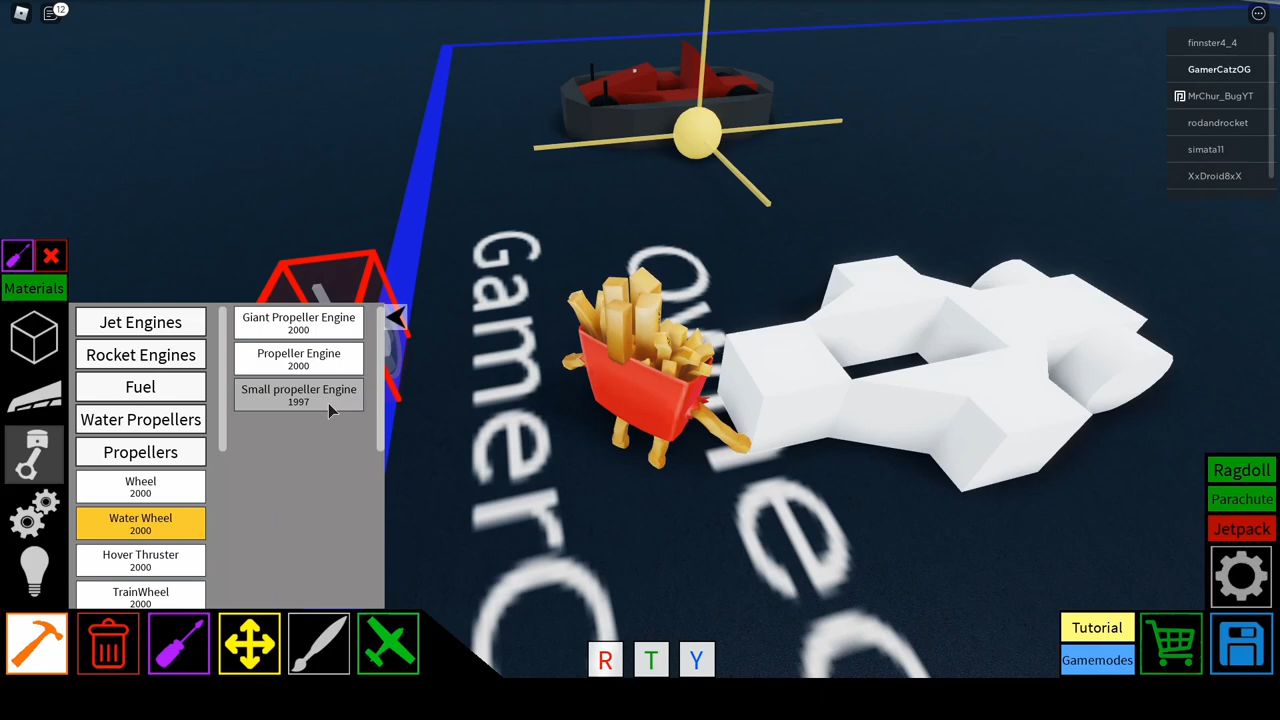 12
finnster4_4
GamerCatzOG
MrChur_BugYT
rodandrocket
simata11
XxDroid8xX
Materials
Jet Engines
Rocket Engines
Fuel
Water Propellers
Propellers
Wheel
2000
Water Wheel
2000
Hover Thruster
2000
TrainWheel
2000
Giant Propeller Engine
2000
Propeller Engine
2000
Small propeller Engine
1997
GamerC
Owne
Ragdoll
Parachute
Jetpack
Tutorial
Gamemodes
R T Y